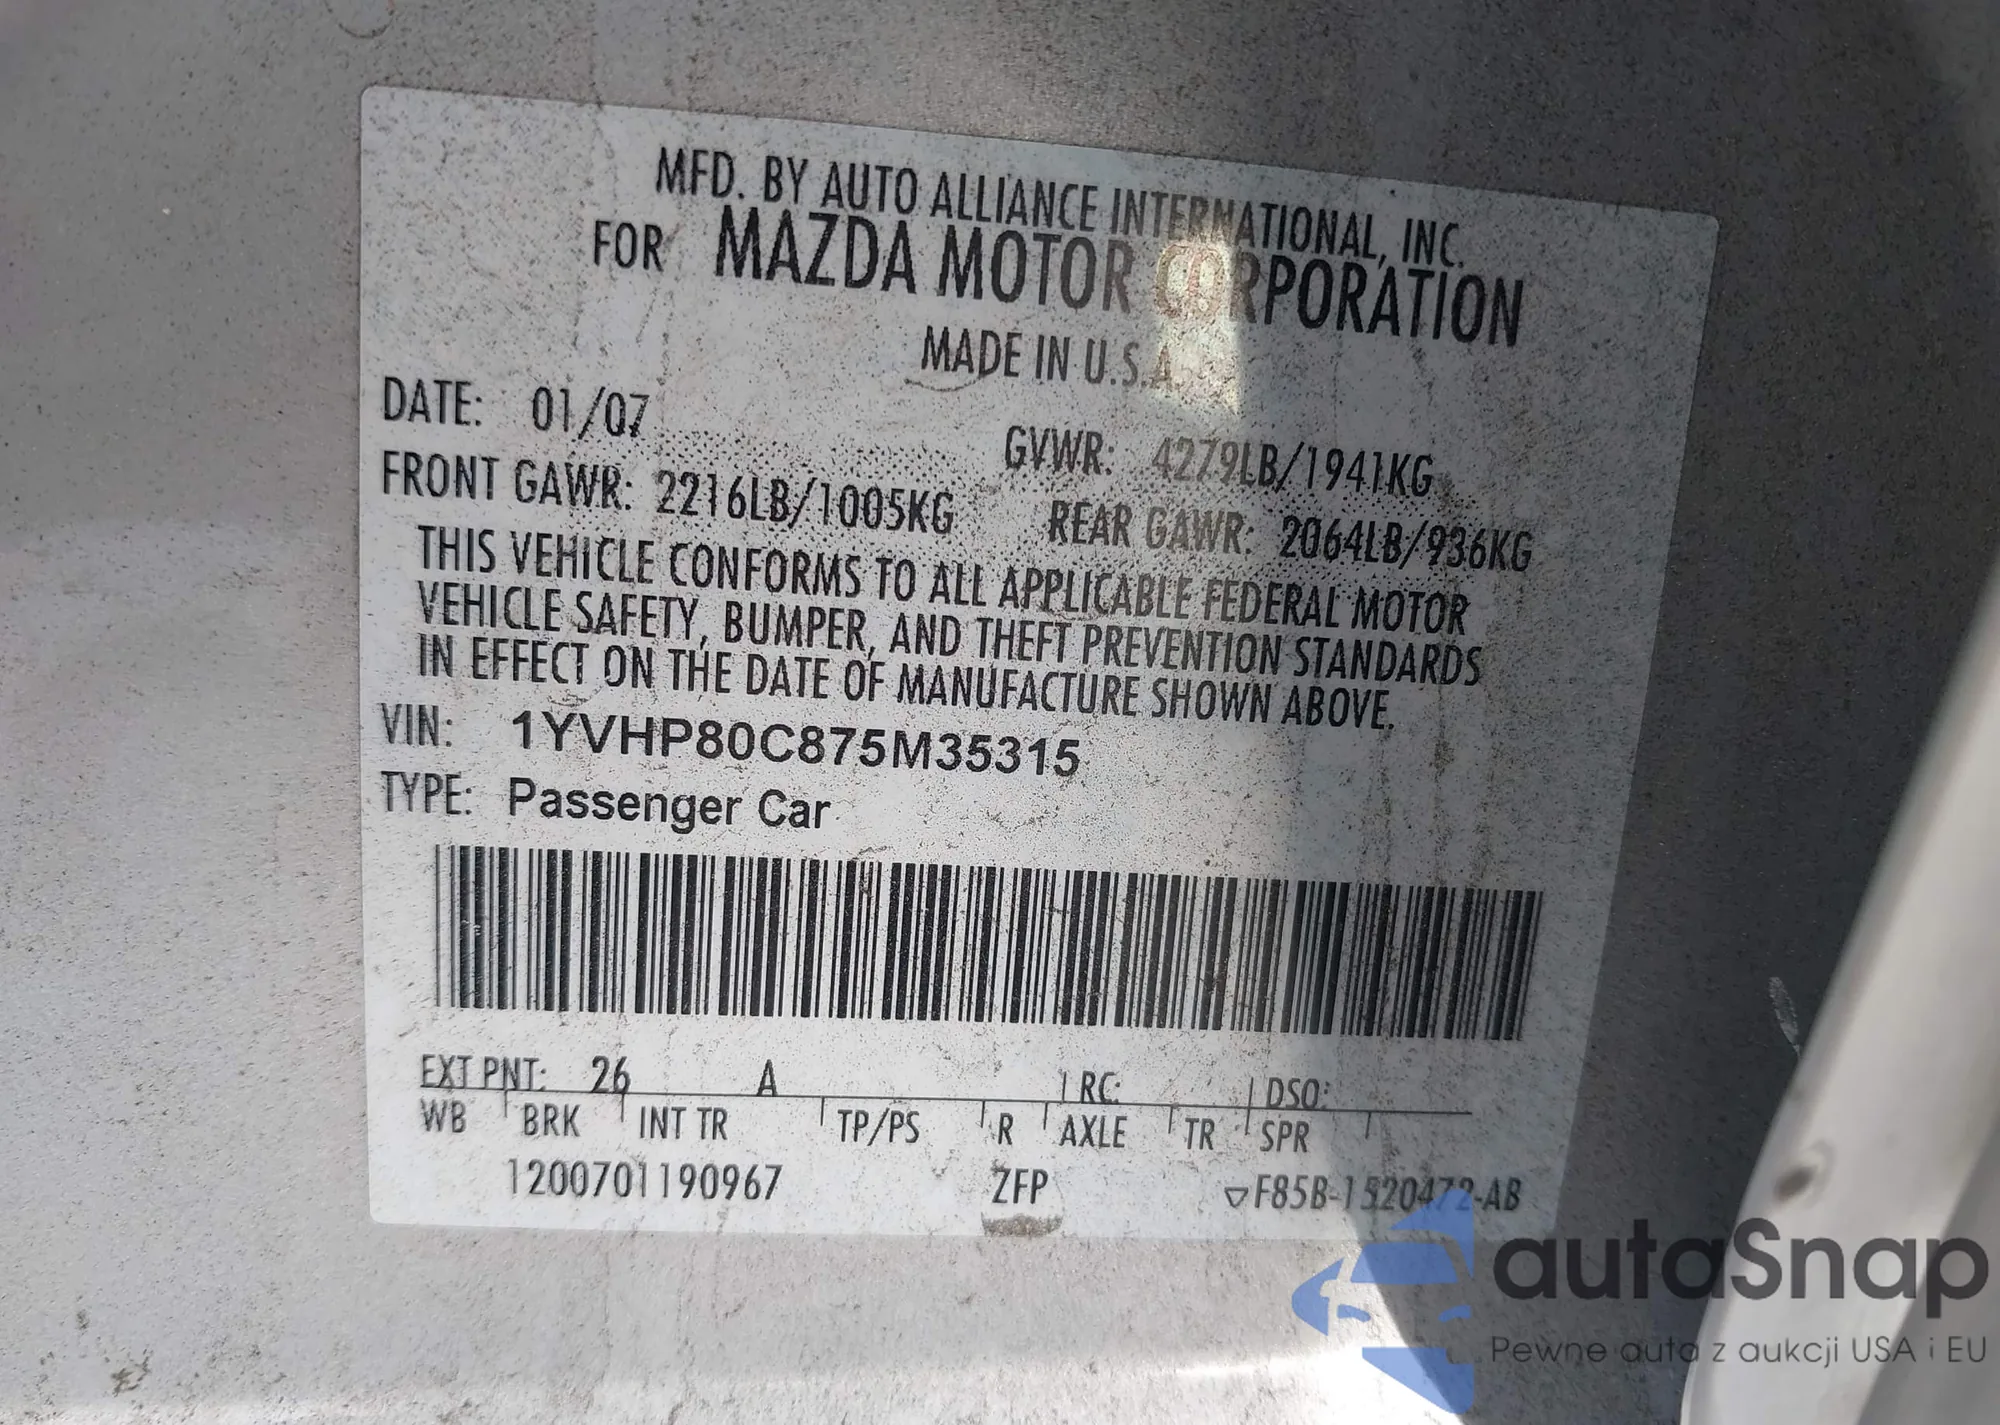 MFD. BY AUTO ALLIANCE INTERNATIONAL, INC.
FOR MAZDA MOTOR CORPORATION
MADE IN U.S.A.
DATE: 01/07
GVWR: 4279LB/1941KG
FRONT GAWR: 2216LB/1005KG
REAR GAWR: 2064LB/936KG
THIS VEHICLE CONFORMS TO ALL APPLICABLE FEDERAL MOTOR
VEHICLE SAFETY, BUMPER, AND THEFT PREVENTION STANDARDS
IN EFFECT ON THE DATE OF MANUFACTURE SHOWN ABOVE.
VIN: 1YVHP80C875M35315
TYPE: Passenger Car
EXT PNT: 26 A RC: DSO:
WB BRK INT TR TP/PS R AXLE TR SPR
1200701190967 ZFP ▽F85B-1520472-AB
autaSnap
Pewne auta z aukcji USA i EU